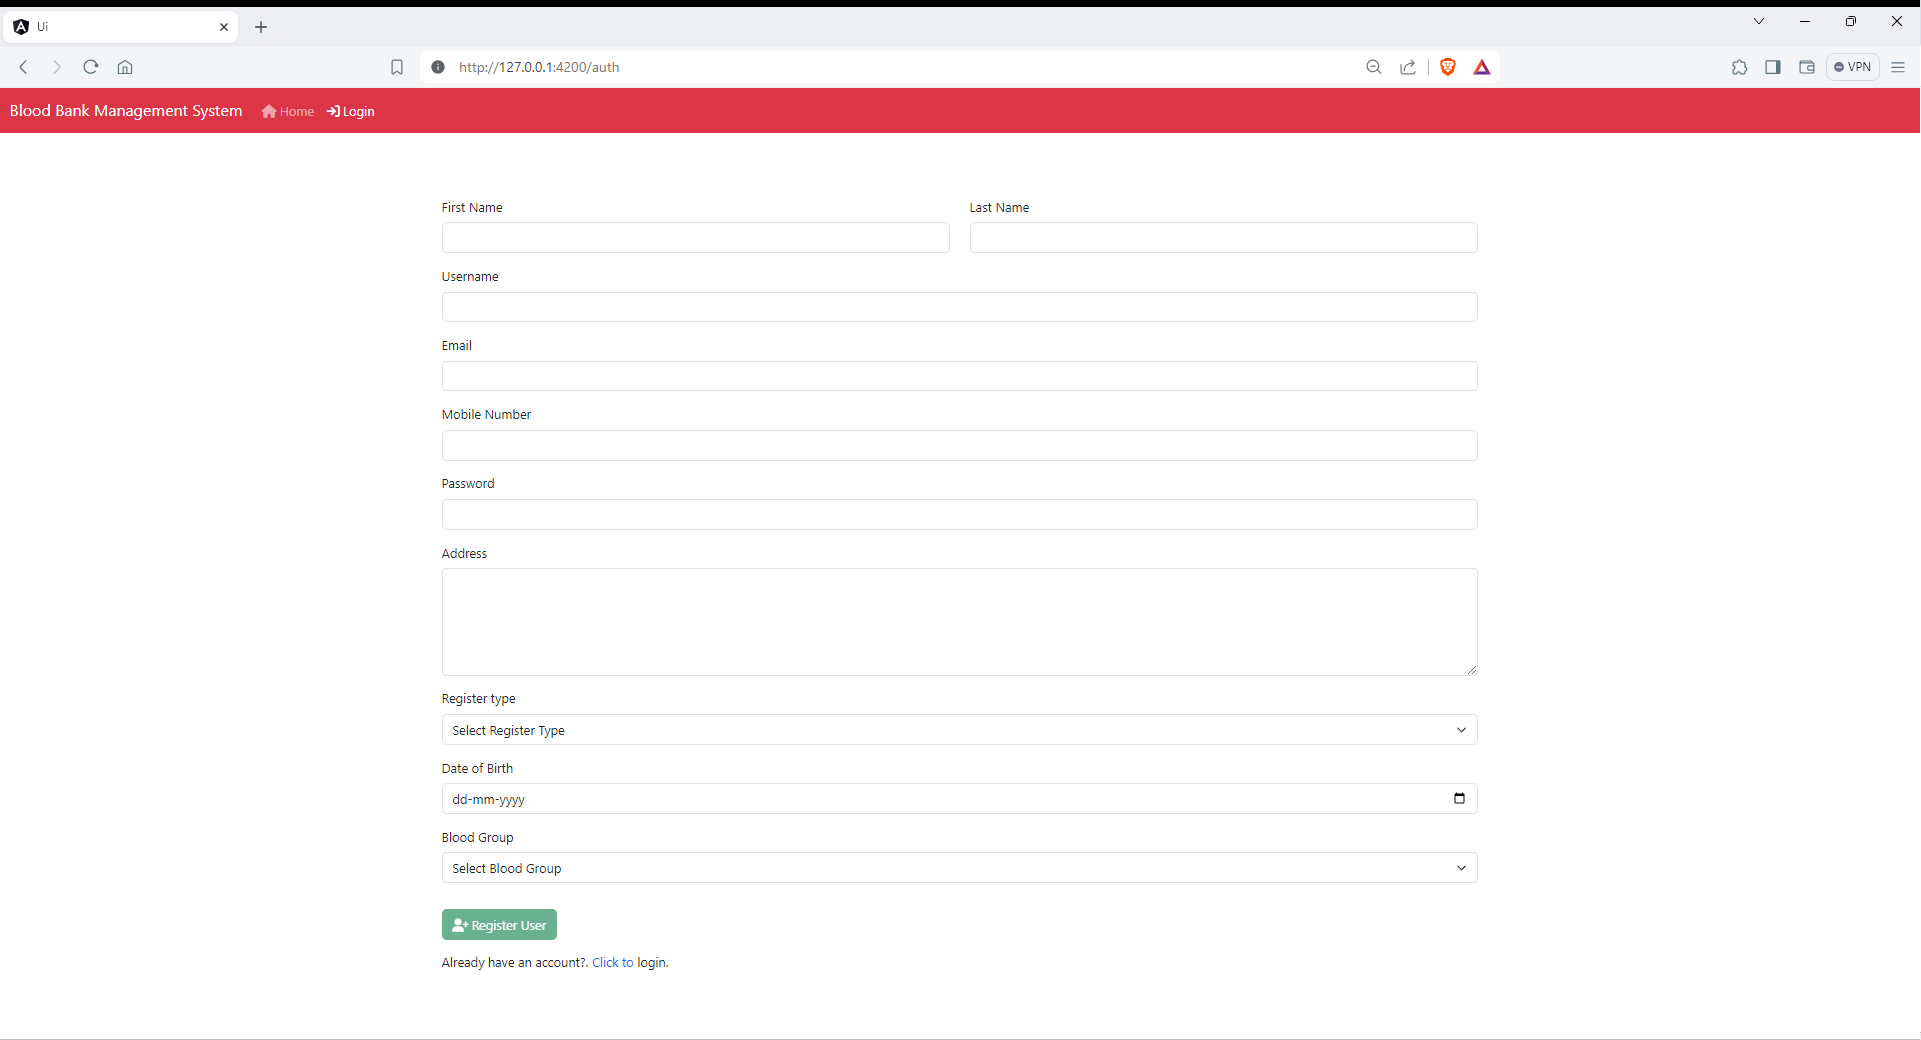 Ui
http://127.0.0.1:4200/auth
VPN
Blood Bank Management System Home Login
First Name Last Name
Username
Email
Mobile Number
Password
Address
Register type
Select Register Type
Date of Birth
dd-mm-yyyy
Blood Group
Select Blood Group
Register User
Already have an account?. Click to login.